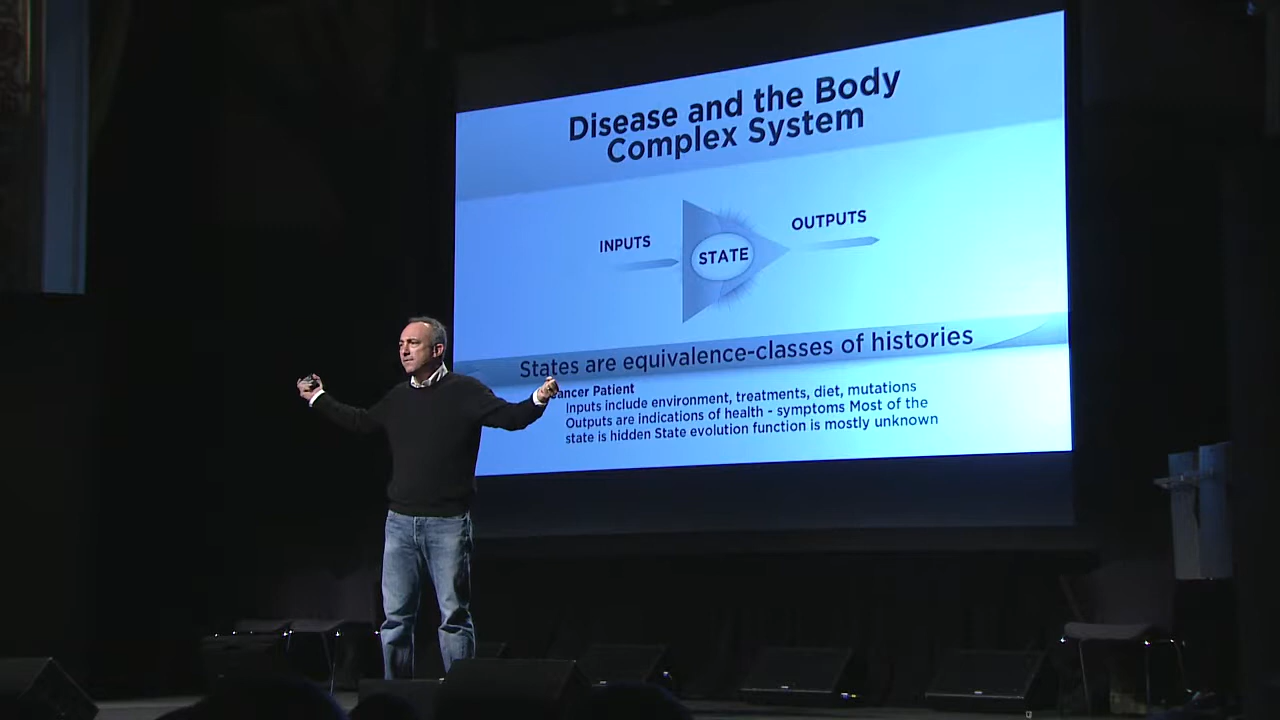 Disease and the Body
Complex System
INPUTS
STATE
OUTPUTS
States are equivalence-classes of histories
ancer Patient
Inputs include environment, treatments, diet, mutations
Outputs are indications of health - symptoms Most of the
state is hidden State evolution function is mostly unknown